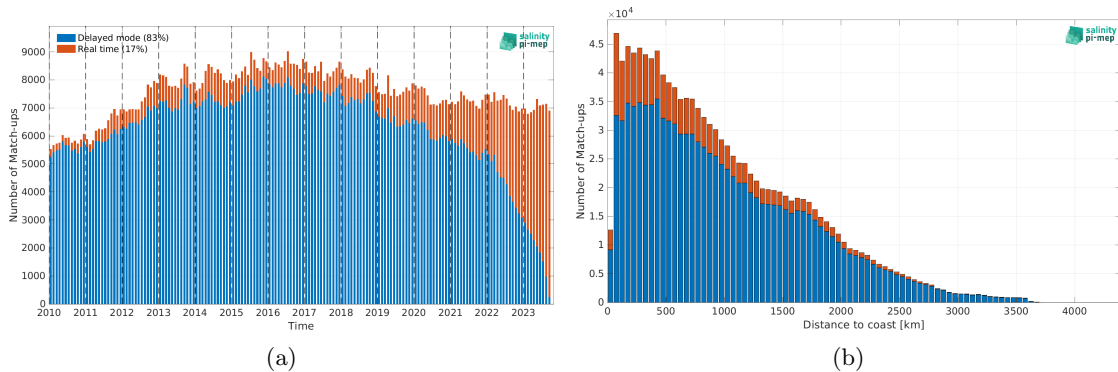 Delayed mode (83%)
Real time (17%)
salinity
pi-mep
9000
8000
7000
6000
5000
4000
3000
2000
1000
0
Number of Match-ups
2010 2011 2012 2013 2014 2015 2016 2017 2018 2019 2020 2021 2022 2023
Time
(a)
×10⁴
salinity
pi-mep
4.5
4
3.5
3
2.5
2
1.5
1
0.5
0
Number of Match-ups
0 500 1000 1500 2000 2500 3000 3500 4000
Distance to coast [km]
(b)